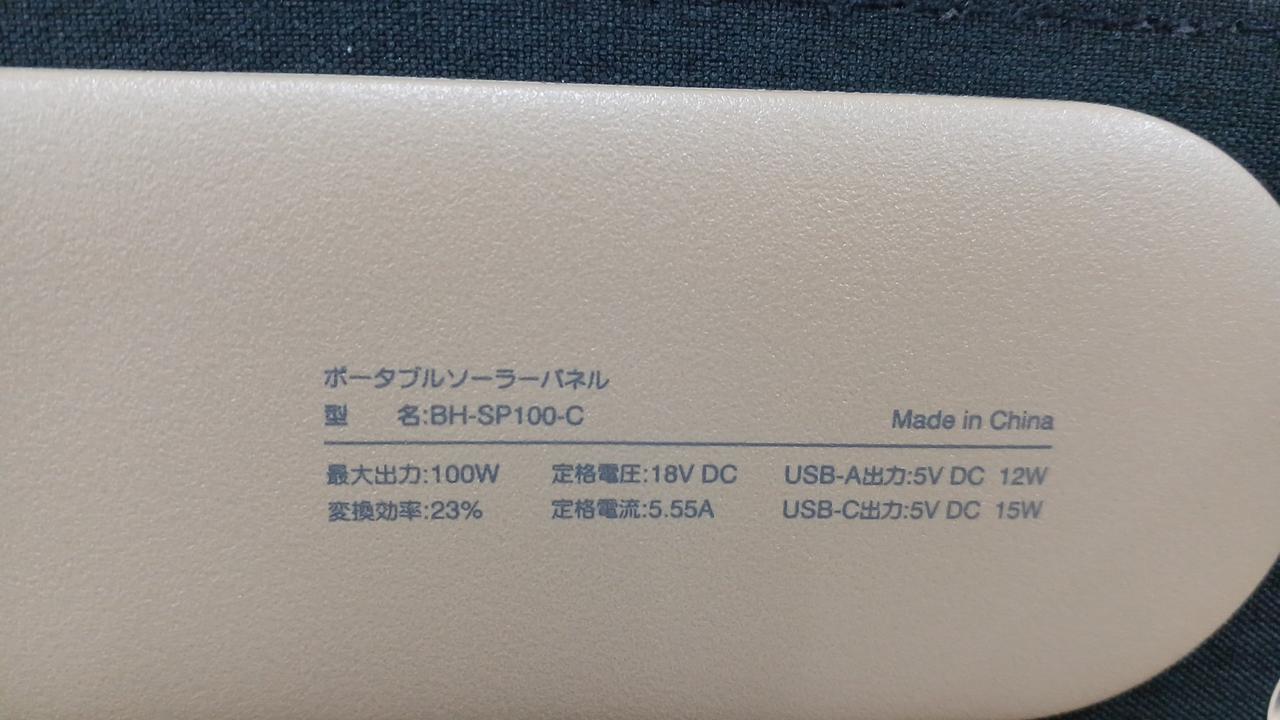 ポータブルソーラーパネル
型　　名:BH-SP100-C
Made in China
最大出力:100W 定格電圧:18V DC USB-A出力:5V DC 12W
変換効率:23% 定格電流:5.55A USB-C出力:5V DC 15W